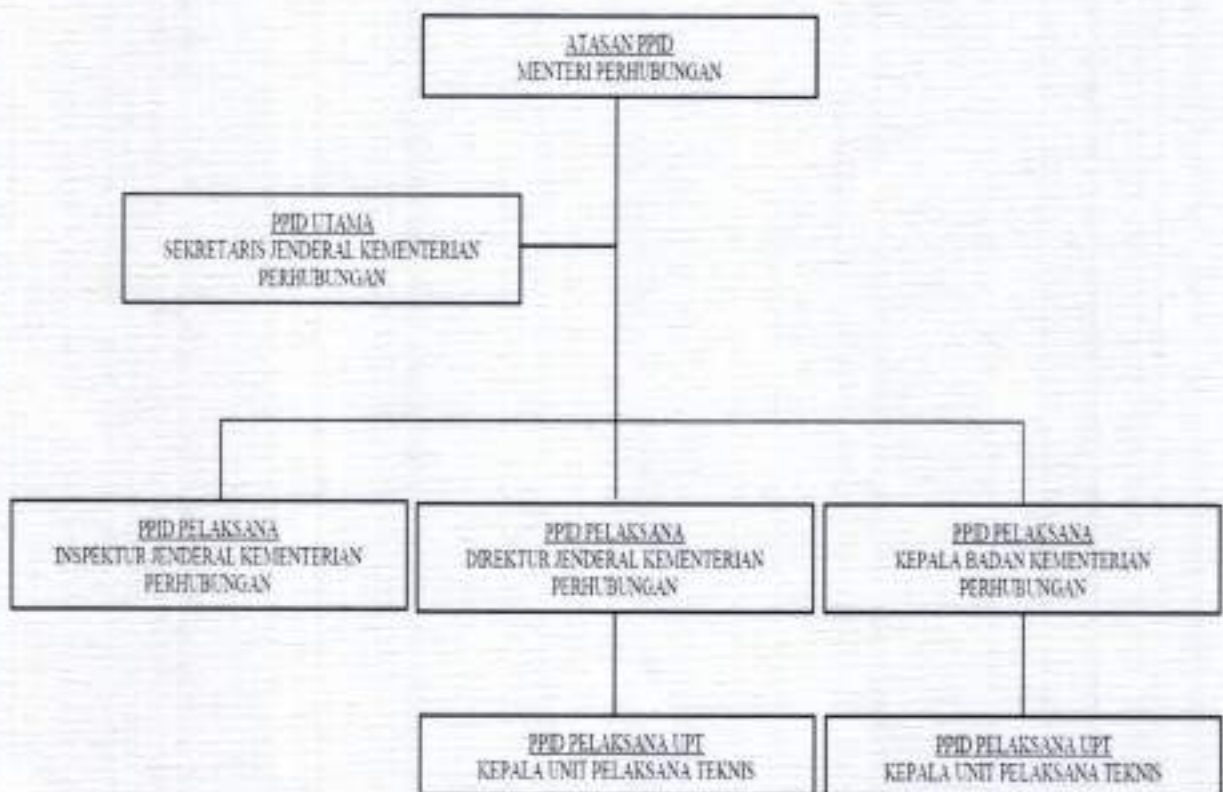 ATASAN PPID
MENTERI PERHUBUNGAN
PPID UTAMA
SEKRETARIS JENDERAL KEMENTERIAN
PERHUBUNGAN
PPID PELAKSANA
INSPEKTUR JENDERAL KEMENTERIAN
PERHUBUNGAN
PPID PELAKSANA
DIREKTUR JENDERAL KEMENTERIAN
PERHUBUNGAN
PPID PELAKSANA
KEPALA BADAN KEMENTERIAN
PERHUBUNGAN
PPID PELAKSANA UPT
KEPALA UNIT PELAKSANA TEKNIS
PPID PELAKSANA UPT
KEPALA UNIT PELAKSANA TEKNIS